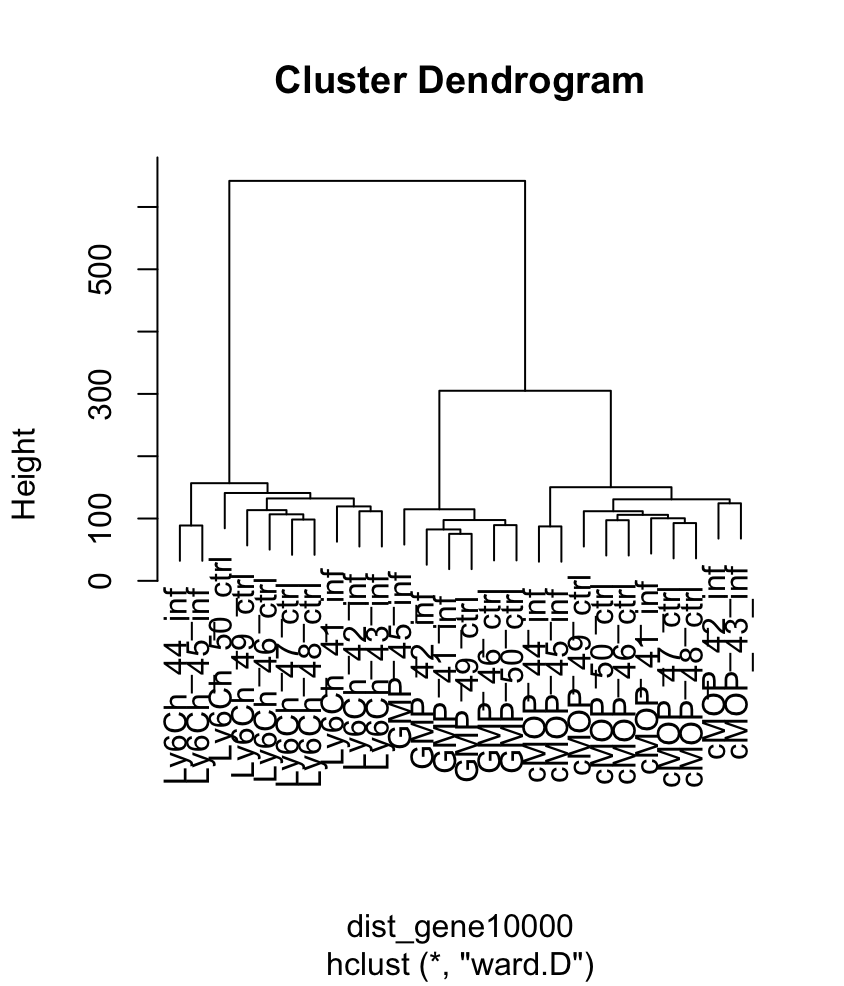 Cluster Dendrogram
Height
0
100
300
500
Ly6Ch_44_inf
Ly6Ch_45_inf
Ly6Ch_50_ctrl
Ly6Ch_49_ctrl
Ly6Ch_46_ctrl
Ly6Ch_47_ctrl
Ly6Ch_48_ctrl
Ly6Ch_41_inf
Ly6Ch_42_inf
Ly6Ch_43_inf
GMP_45_inf
GMP_42_inf
GMP_41_inf
GMP_49_ctrl
GMP_46_ctrl
GMP_50_ctrl
cMOP_44_inf
cMOP_45_inf
cMOP_49_ctrl
cMOP_50_ctrl
cMOP_46_ctrl
cMOP_41_inf
cMOP_47_ctrl
cMOP_48_ctrl
cMOP_42_inf
cMOP_43_inf
dist_gene10000
hclust (*, "ward.D")